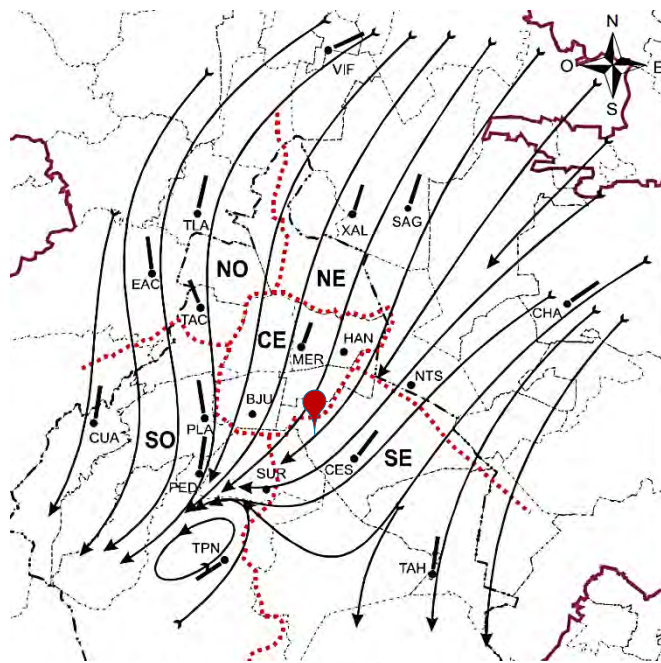 N
VIF
O
E
S
TLA
XAL
SAG
NO
NE
EAC
TAC
CHA
CE
MER
HAN
NTS
BJU
CUA
SO
PLA
SE
PED
SUR
CES
TPN
TAH